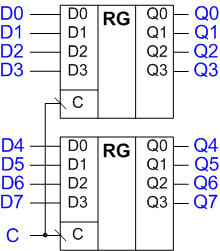 D0 D0 RG Q0 Q0
D1 D1 Q1 Q1
D2 D2 Q2 Q2
D3 D3 Q3 Q3
C
D4 D0 RG Q0 Q4
D5 D1 Q1 Q5
D6 D2 Q2 Q6
D7 D3 Q3 Q7
C C